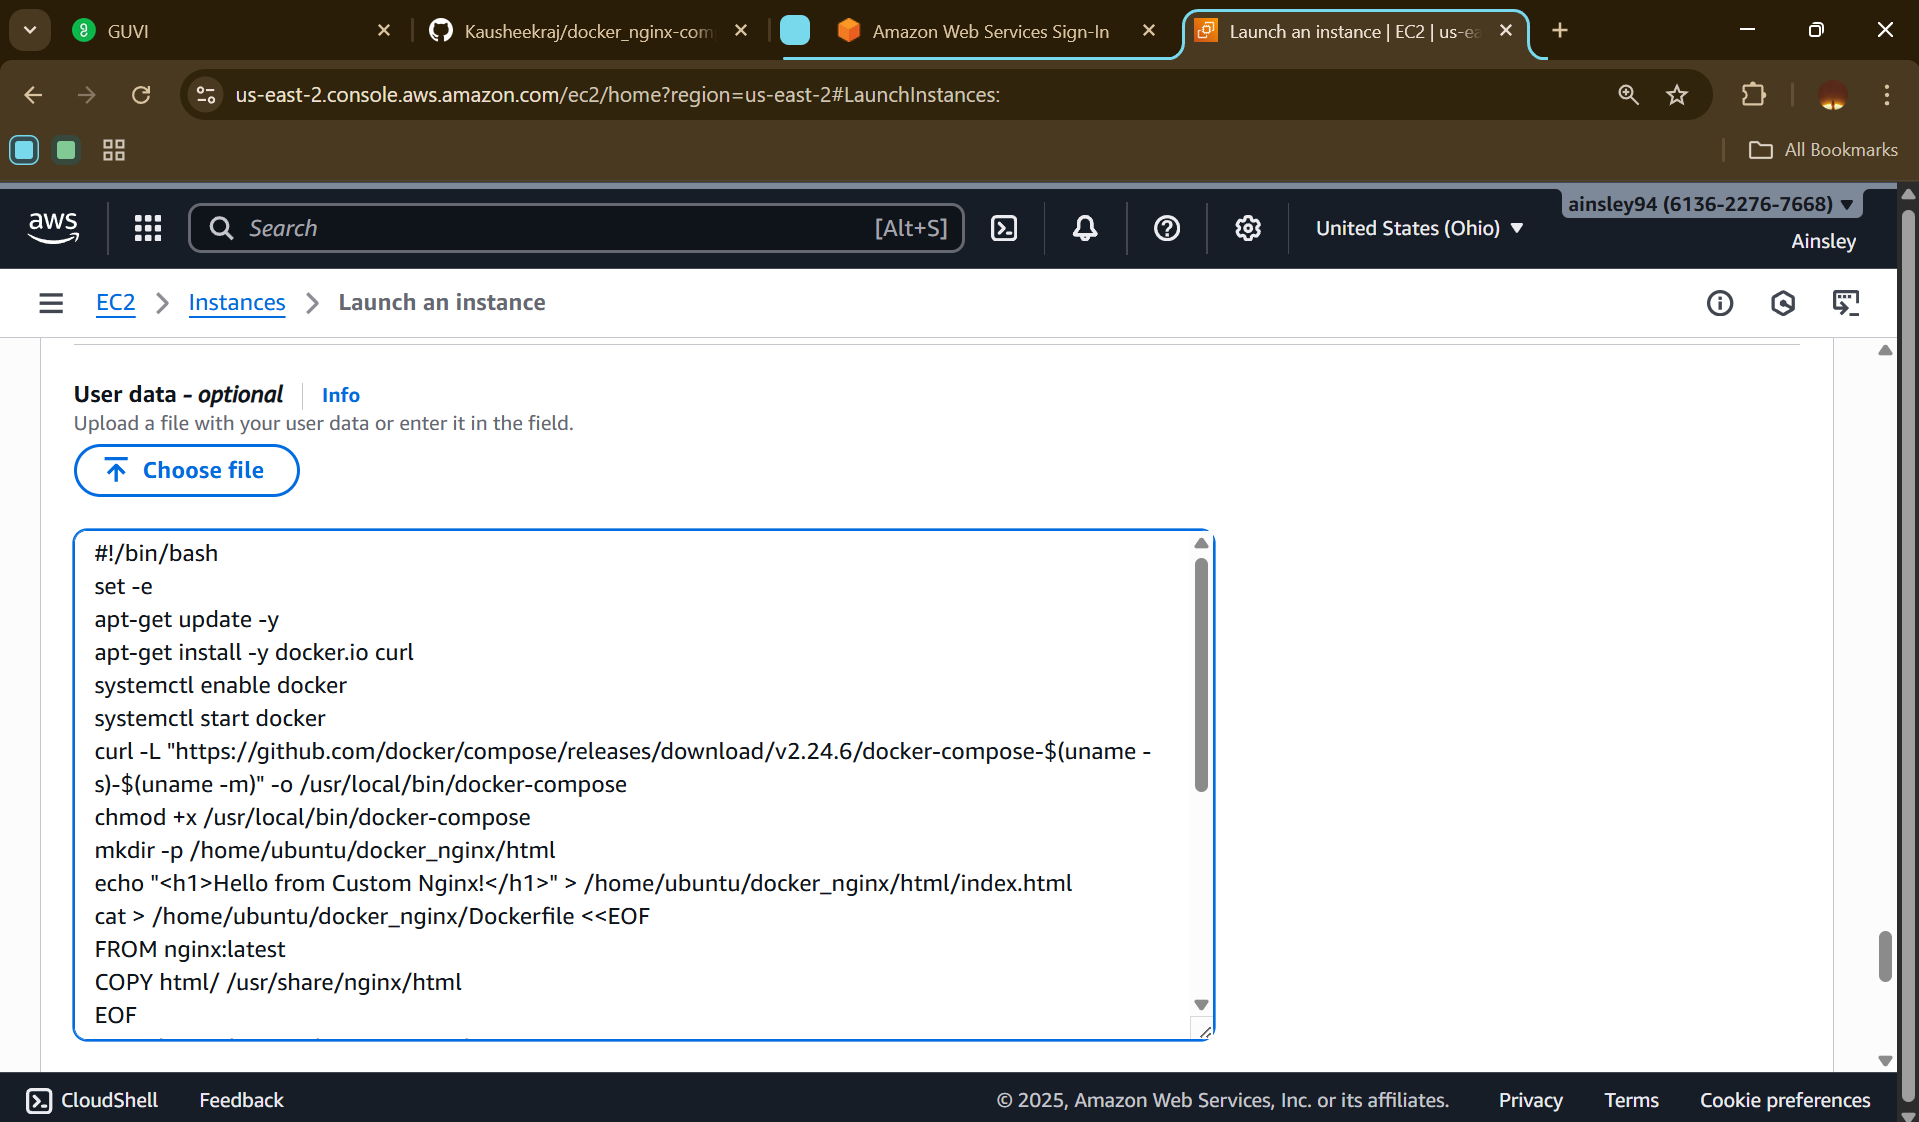 GUVI
Kausheekraj/docker_nginx-com
Amazon Web Services Sign-In
Launch an instance | EC2 | us-ea
us-east-2.console.aws.amazon.com/ec2/home?region=us-east-2#LaunchInstances:
All Bookmarks
aws
Search
[Alt+S]
United States (Ohio)
ainsley94 (6136-2276-7668)
Ainsley
EC2
Instances
Launch an instance
User data - optional
Info
Upload a file with your user data or enter it in the field.
Choose file
#!/bin/bash
set -e
apt-get update -y
apt-get install -y docker.io curl
systemctl enable docker
systemctl start docker
curl -L "https://github.com/docker/compose/releases/download/v2.24.6/docker-compose-$(uname -
s)-$(uname -m)" -o /usr/local/bin/docker-compose
chmod +x /usr/local/bin/docker-compose
mkdir -p /home/ubuntu/docker_nginx/html
echo "<h1>Hello from Custom Nginx!</h1>" > /home/ubuntu/docker_nginx/html/index.html
cat > /home/ubuntu/docker_nginx/Dockerfile <<EOF
FROM nginx:latest
COPY html/ /usr/share/nginx/html
EOF
CloudShell
Feedback
© 2025, Amazon Web Services, Inc. or its affiliates.
Privacy
Terms
Cookie preferences